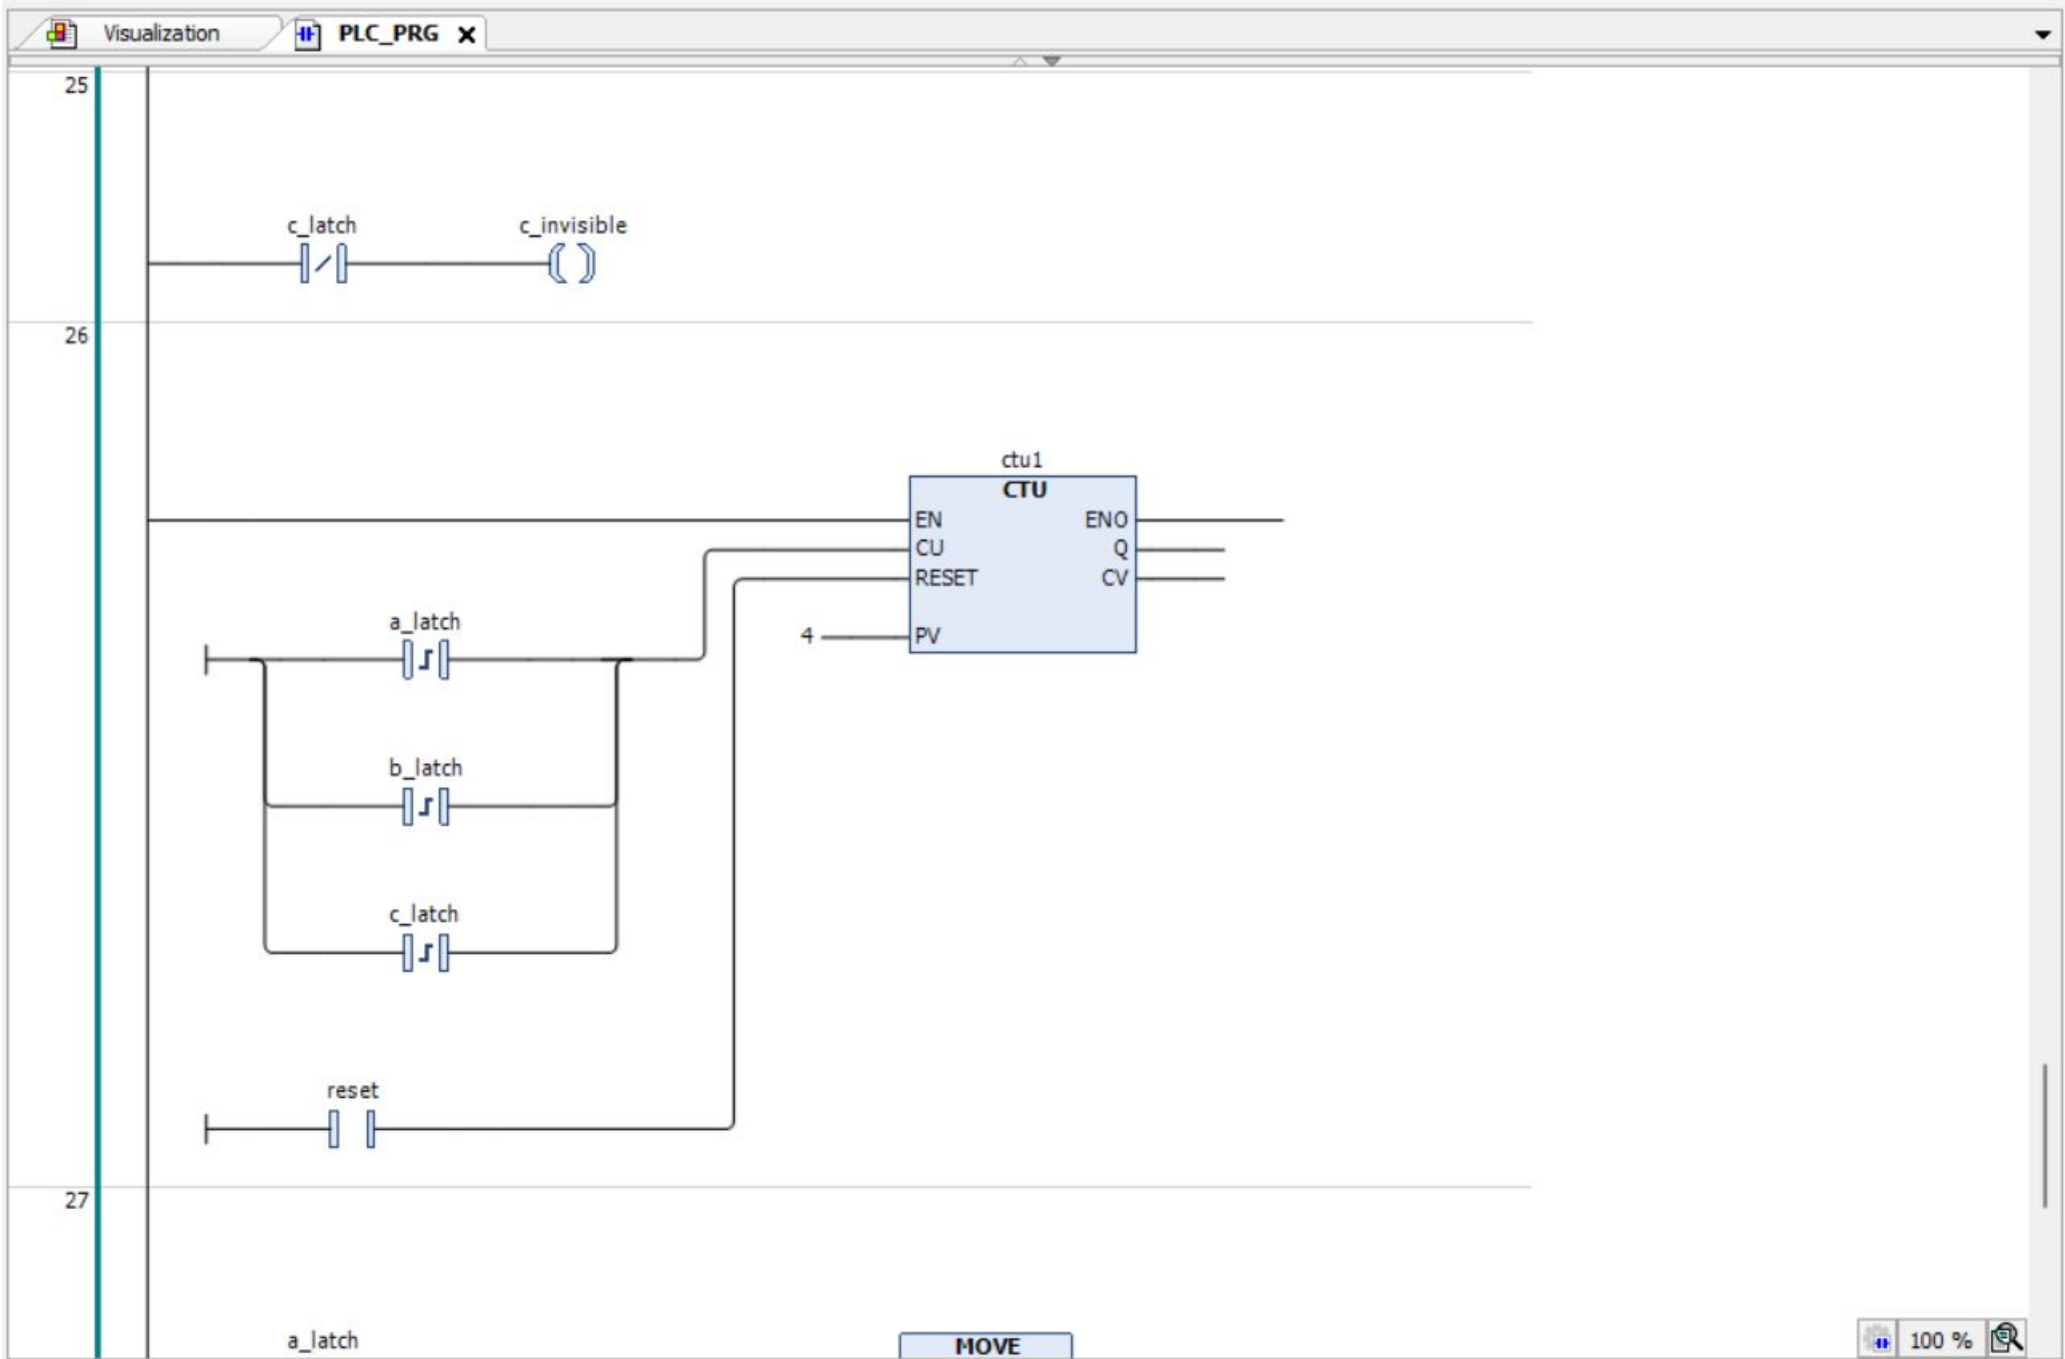 Visualization
PLC_PRG
25
c_latch c_invisible
26
ctu1
CTU
EN ENO
CU Q
RESET CV
4 PV
a_latch
b_latch
c_latch
reset
27
a_latch MOVE
100 %